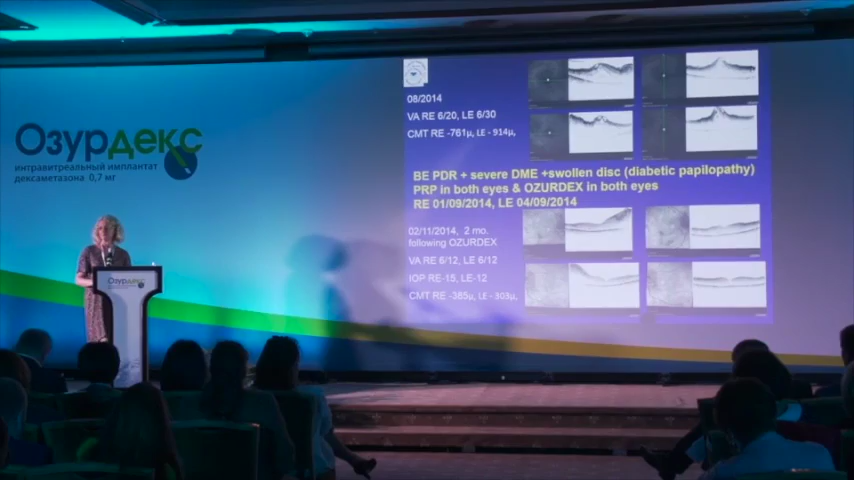 Озурдекс
интравитреальный имплантат
дексаметазона 0,7 мг
Озурдекс
08/2014
VA RE 6/20, LE 6/30
CMT RE -761µ, LE - 914µ,
BE PDR + severe DME +swollen disc (diabetic papilopathy)
PRP in both eyes & OZURDEX in both eyes
RE 01/09/2014, LE 04/09/2014
02/11/2014, 2 mo.
following OZURDEX
VA RE 6/12, LE 6/12
IOP RE-15, LE-12
CMT RE -385µ, LE - 303µ,